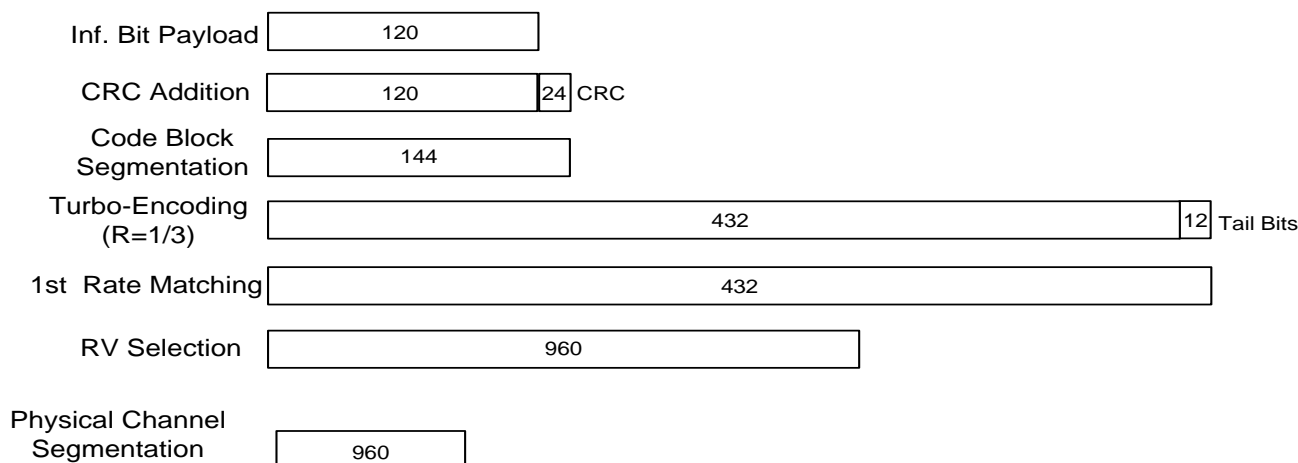 Inf. Bit Payload 120
CRC Addition 120 24 CRC
Code Block
Segmentation 144
Turbo-Encoding
(R=1/3) 432 12 Tail Bits
1st Rate Matching 432
RV Selection 960
Physical Channel
Segmentation 960